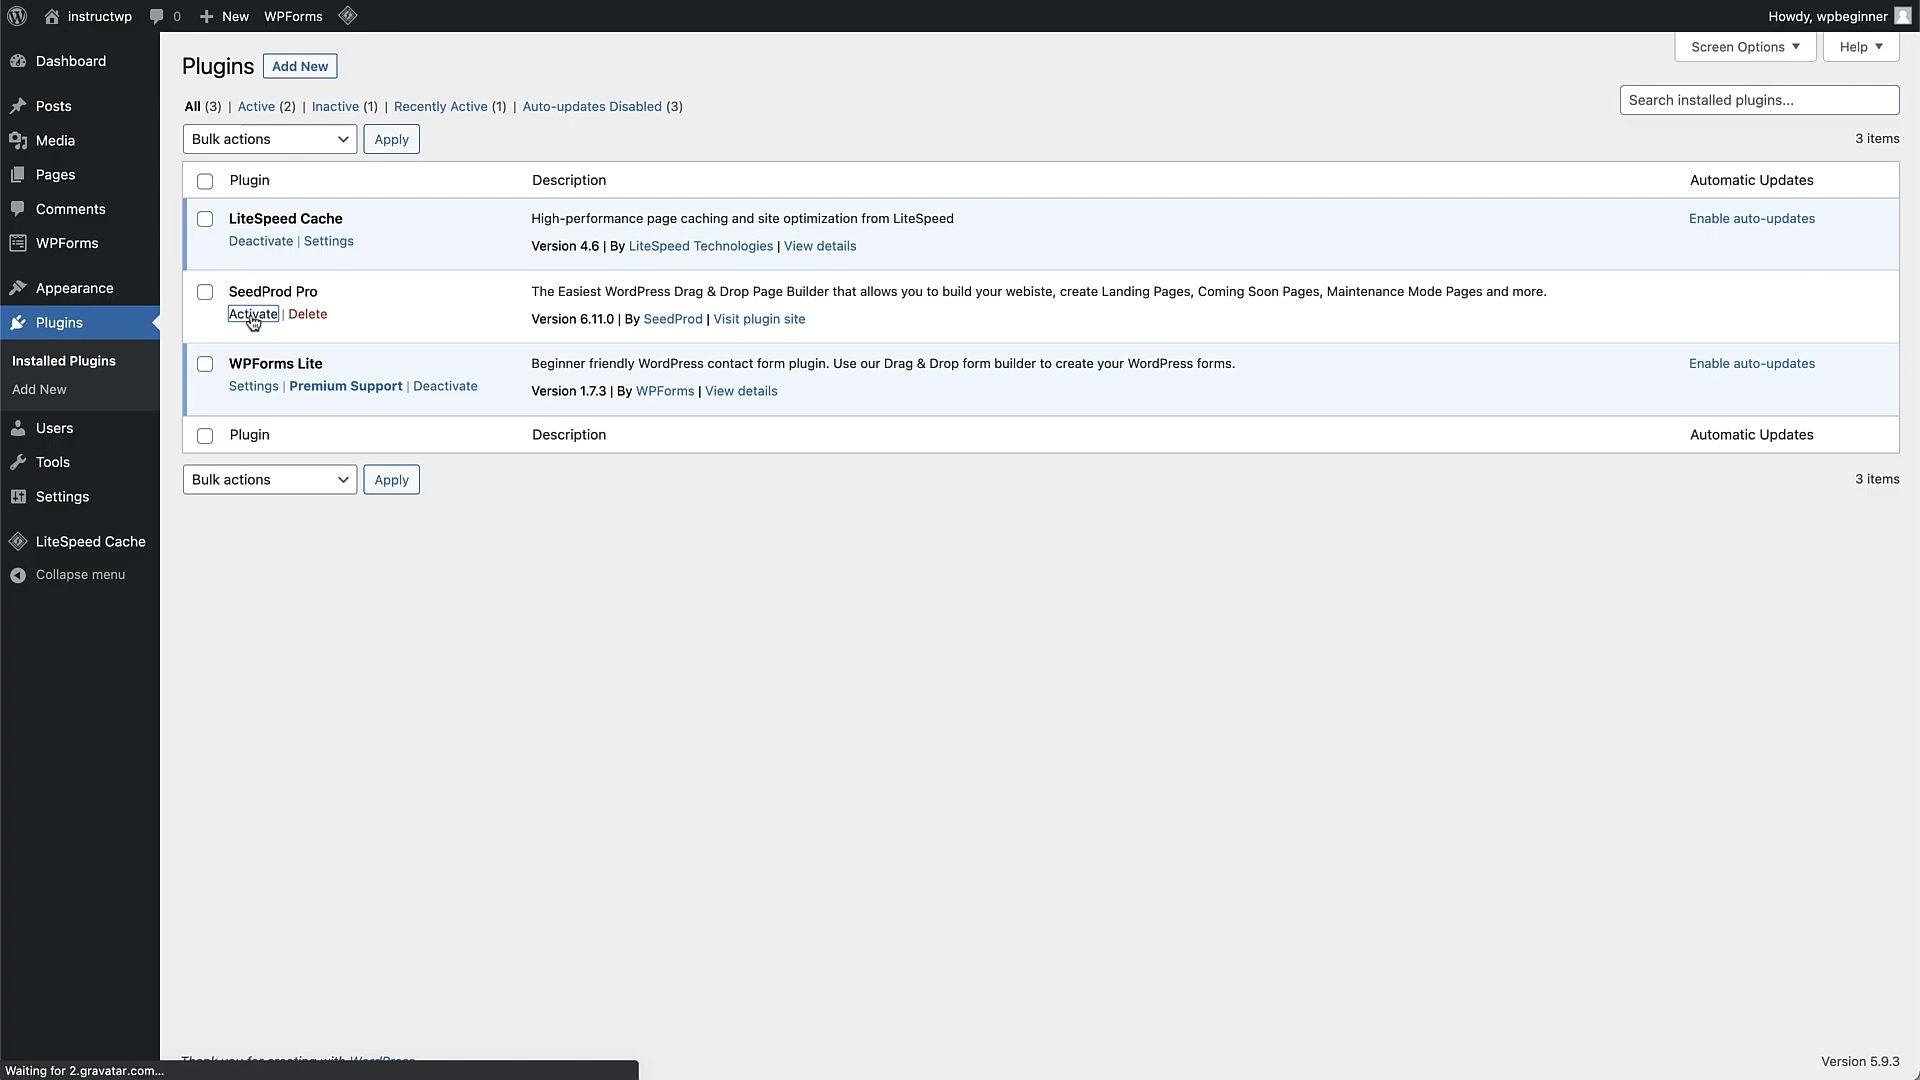 instructwp 0 New WPForms Howdy, wpbeginner
Screen Options Help
Dashboard
Posts
Media
Pages
Comments
WPForms
Appearance
Plugins
Installed Plugins
Add New
Users
Tools
Settings
LiteSpeed Cache
Collapse menu
Plugins Add New
All (3) | Active (2) | Inactive (1) | Recently Active (1) | Auto-updates Disabled (3)
Search installed plugins...
Bulk actions Apply 3 items
Plugin Description Automatic Updates
LiteSpeed Cache High-performance page caching and site optimization from LiteSpeed Enable auto-updates
Deactivate | Settings Version 4.6 | By LiteSpeed Technologies | View details
SeedProd Pro The Easiest WordPress Drag & Drop Page Builder that allows you to build your webiste, create Landing Pages, Coming Soon Pages, Maintenance Mode Pages and more.
Activate | Delete Version 6.11.0 | By SeedProd | Visit plugin site
WPForms Lite Beginner friendly WordPress contact form plugin. Use our Drag & Drop form builder to create your WordPress forms. Enable auto-updates
Settings | Premium Support | Deactivate Version 1.7.3 | By WPForms | View details
Plugin Description Automatic Updates
Bulk actions Apply 3 items
Thank you for creating with WordPress Version 5.9.3
Waiting for 2.gravatar.com...